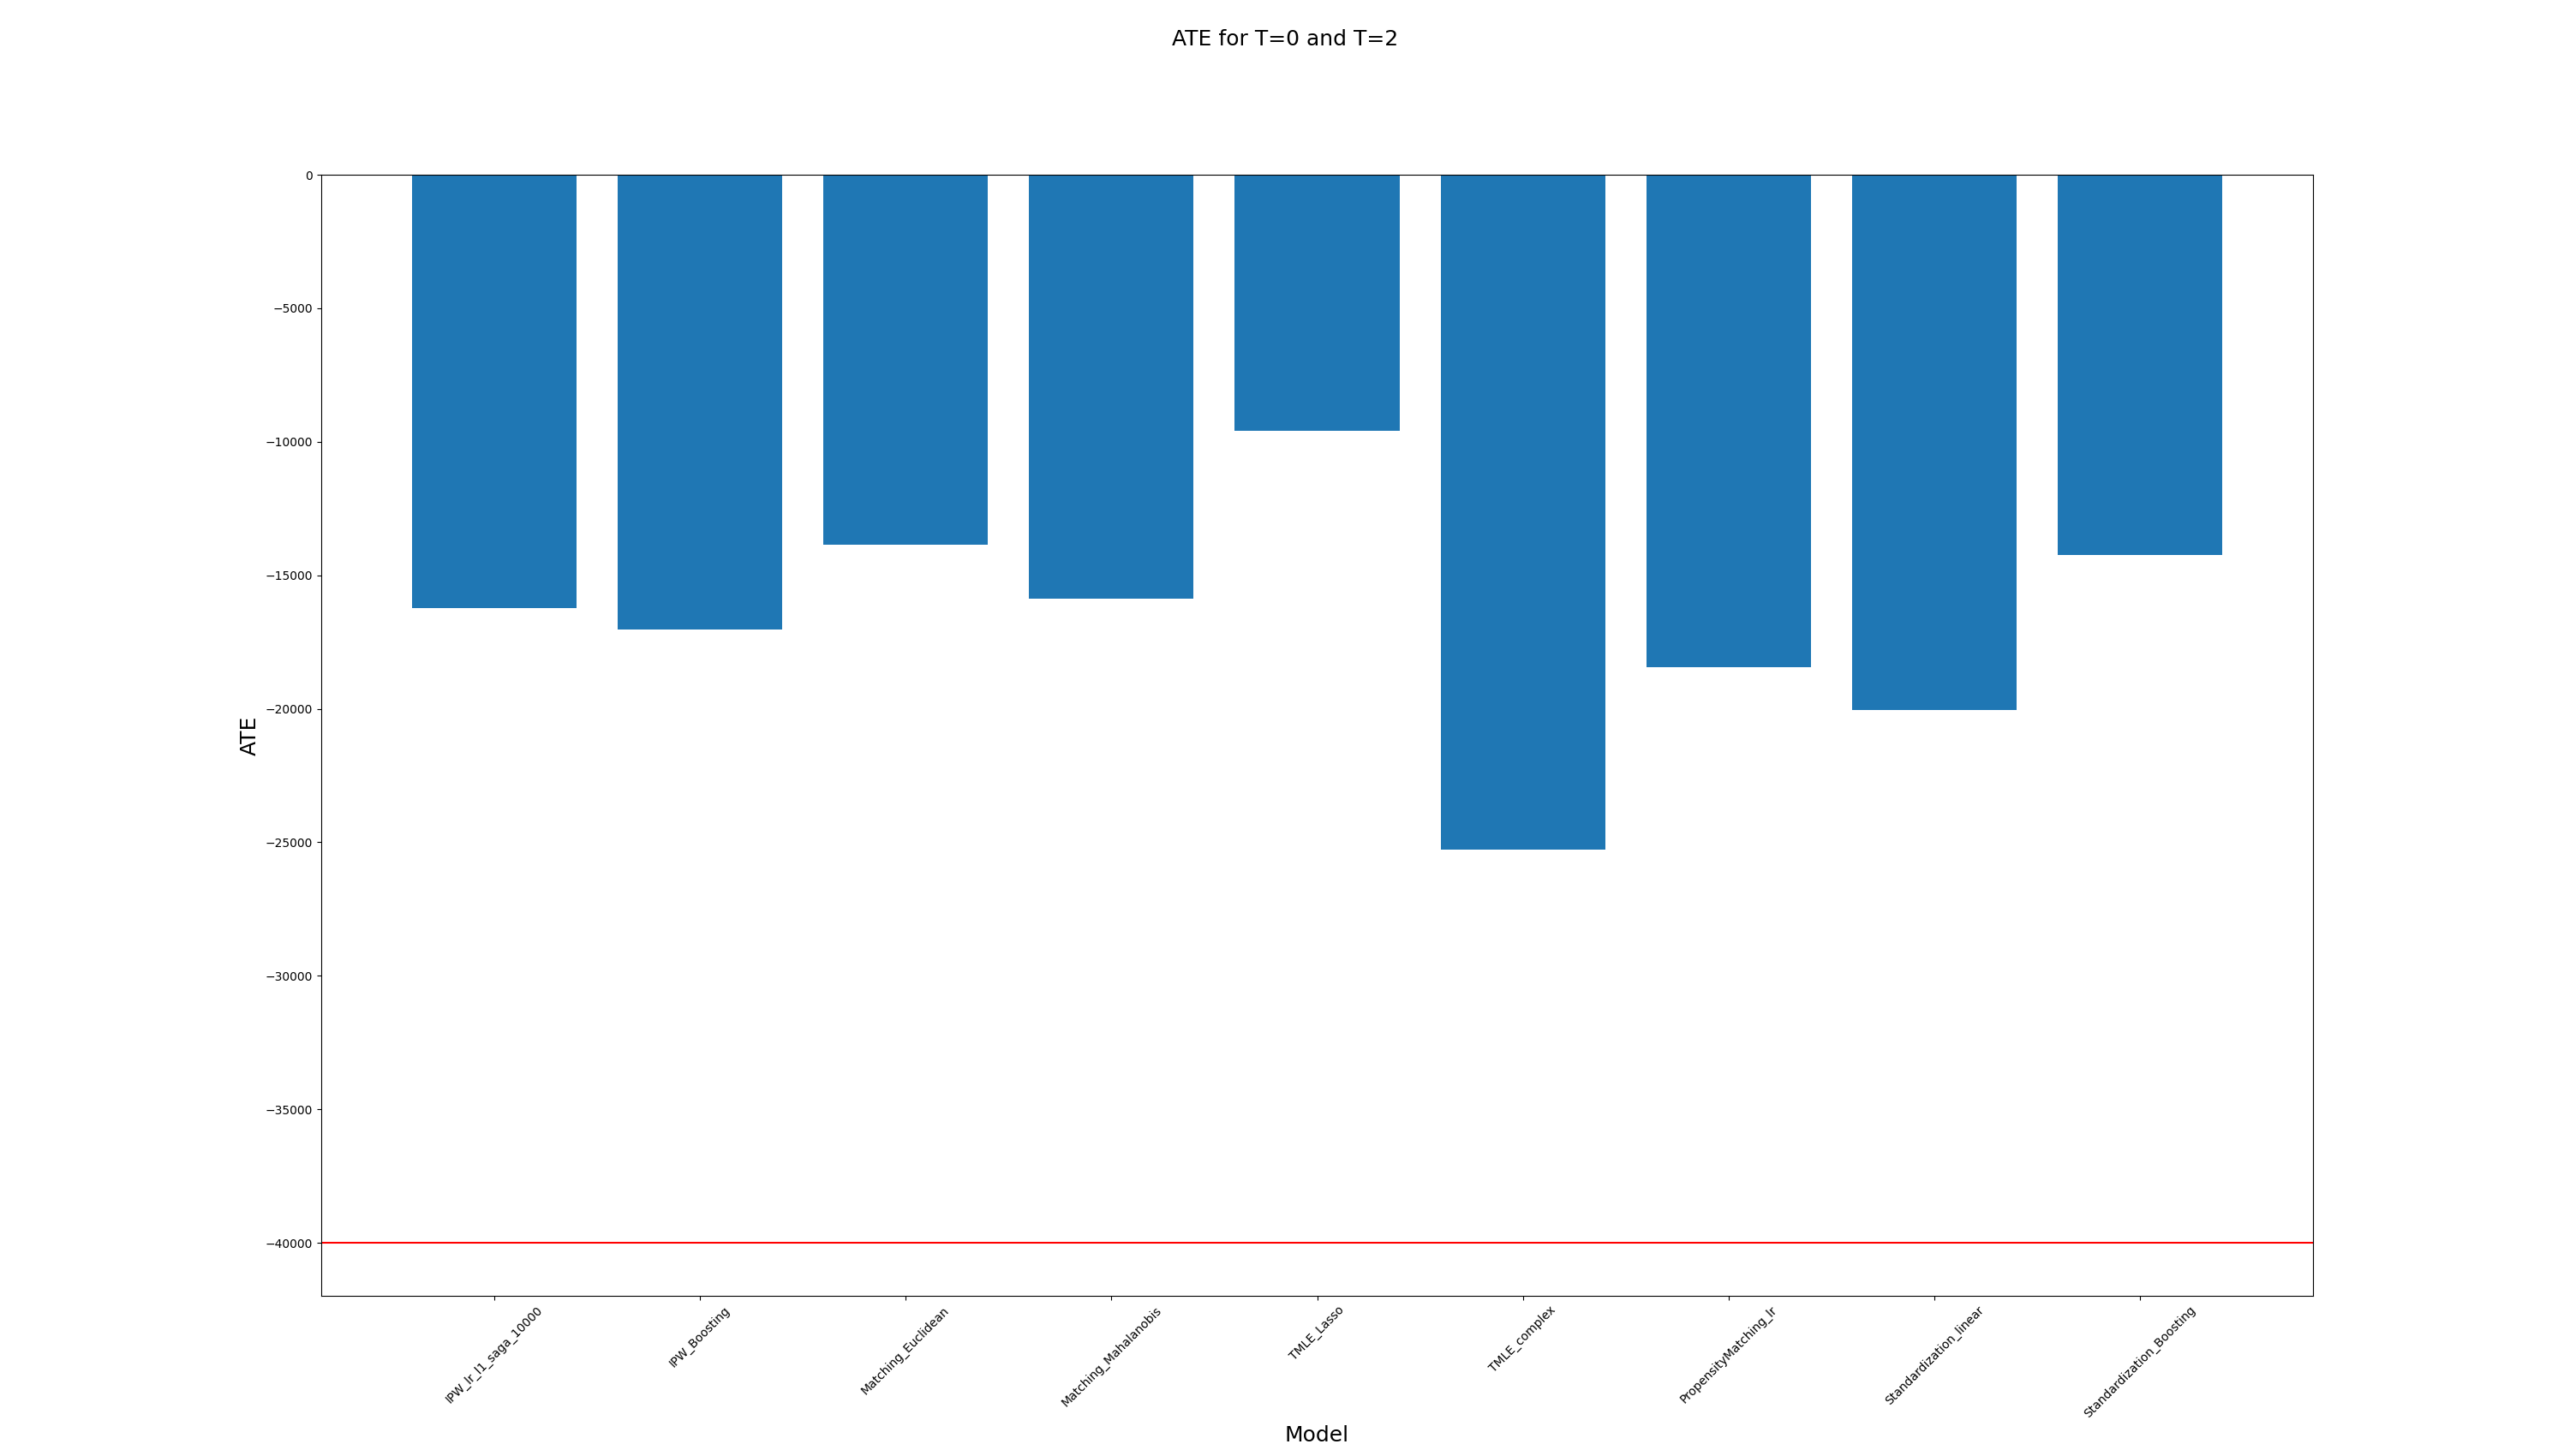 ATE for T=0 and T=2
0
−5000
−10000
−15000
−20000
−25000
−30000
−35000
−40000
ATE
IPW_lr_l1_saga_10000
IPW_Boosting
Matching_Euclidean
Matching_Mahalanobis
TMLE_Lasso
TMLE_complex
PropensityMatching_lr
Standardization_linear
Standardization_Boosting
Model